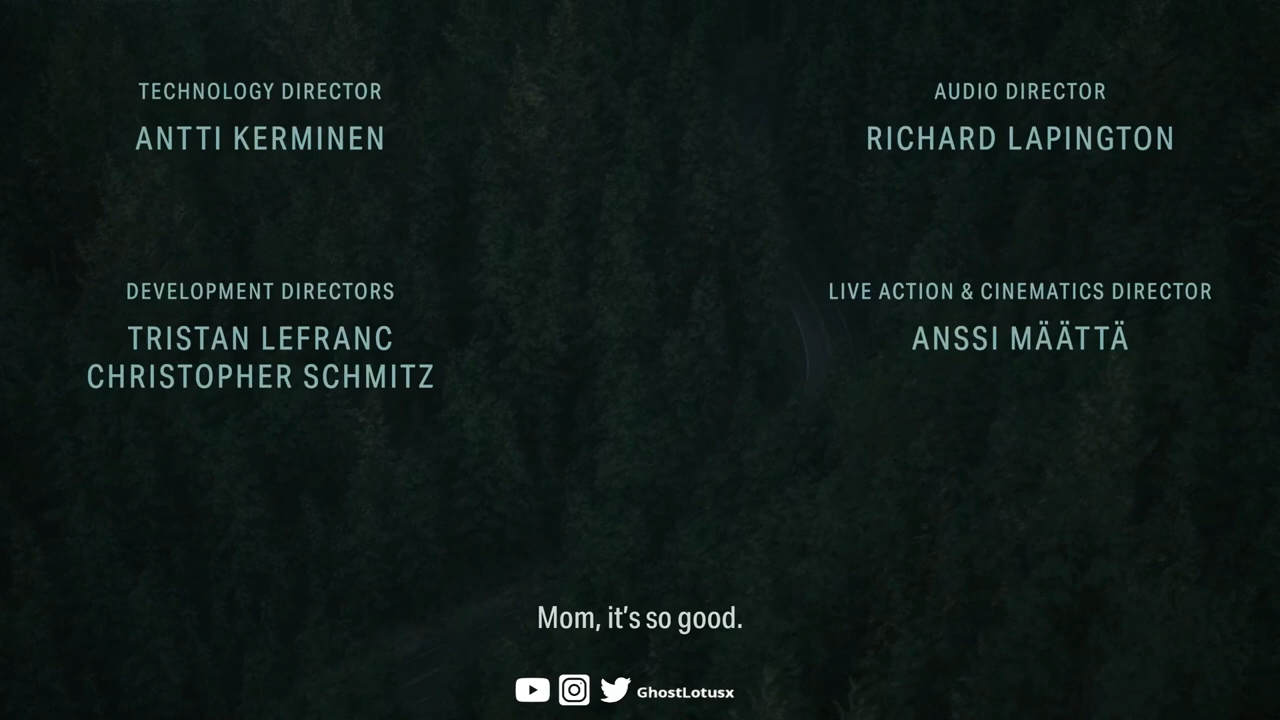 TECHNOLOGY DIRECTOR
ANTTI KERMINEN
AUDIO DIRECTOR
RICHARD LAPINGTON
DEVELOPMENT DIRECTORS
TRISTAN LEFRANC
CHRISTOPHER SCHMITZ
LIVE ACTION & CINEMATICS DIRECTOR
ANSSI MÄÄTTÄ
Mom, it's so good.
GhostLotusx